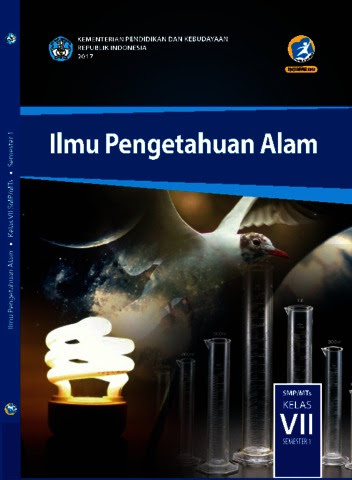 KEMENTERIAN PENDIDIKAN DAN KEBUDAYAAN
REPUBLIK INDONESIA
2017
Ilmu Pengetahuan Alam
SMP/MTs
KELAS
VII
SEMESTER 1
Ilmu Pengetahuan Alam • Kelas VII SMP/MTs • Semester 1